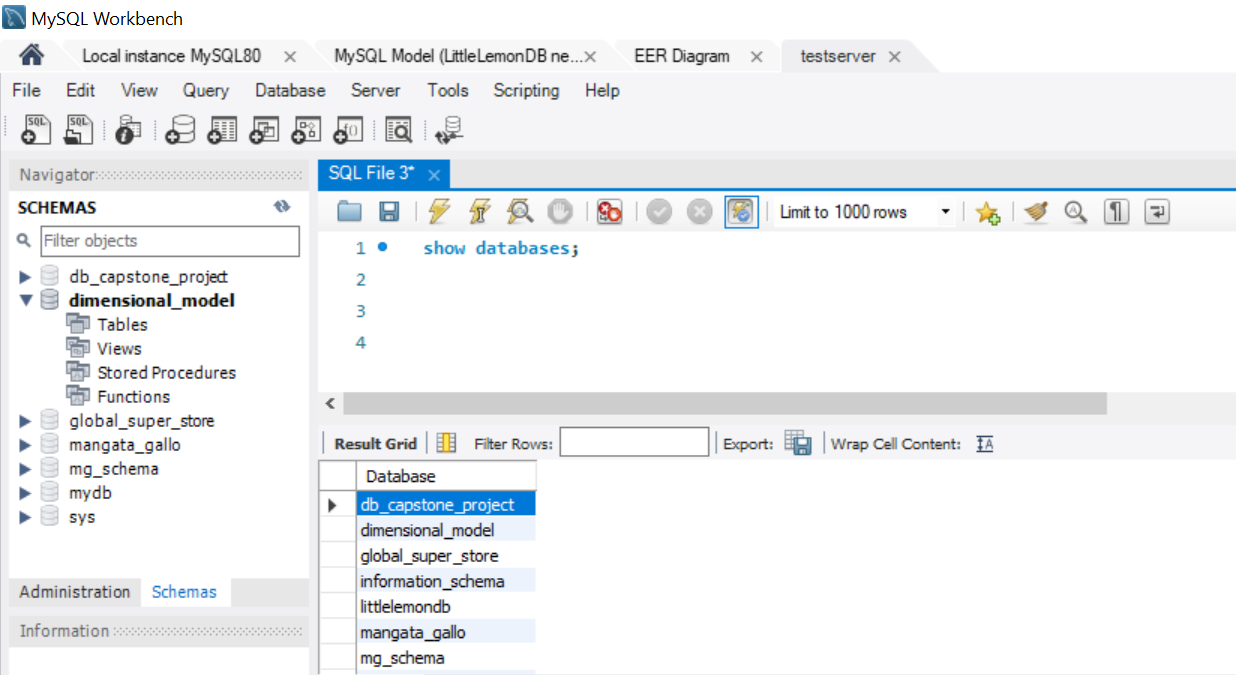 MySQL Workbench
Local instance MySQL80 MySQL Model (LittleLemonDB ne... EER Diagram testserver
File Edit View Query Database Server Tools Scripting Help
Navigator
SCHEMAS
Filter objects
db_capstone_project
dimensional_model
Tables
Views
Stored Procedures
Functions
global_super_store
mangata_gallo
mg_schema
mydb
sys
Administration Schemas
Information
SQL File 3*
Limit to 1000 rows
1 show databases;
2
3
4
Result Grid Filter Rows: Export: Wrap Cell Content:
Database
db_capstone_project
dimensional_model
global_super_store
information_schema
littlelemondb
mangata_gallo
mg_schema